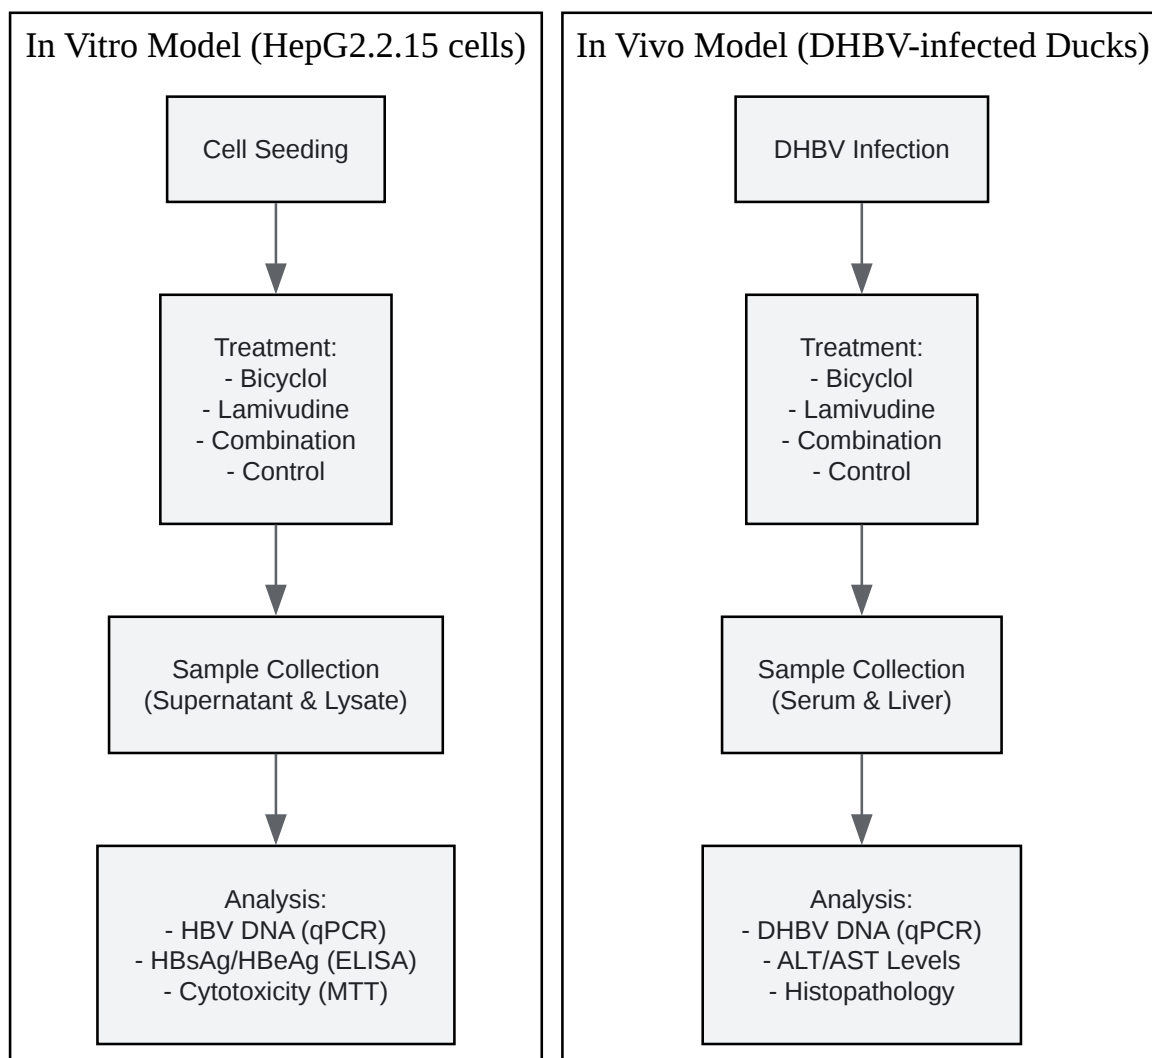 In Vitro Model (HepG2.2.15 cells)
Cell Seeding
Treatment:
- Bicyclol
- Lamivudine
- Combination
- Control
Sample Collection
(Supernatant & Lysate)
Analysis:
- HBV DNA (qPCR)
- HBsAg/HBeAg (ELISA)
- Cytotoxicity (MTT)
In Vivo Model (DHBV-infected Ducks)
DHBV Infection
Treatment:
- Bicyclol
- Lamivudine
- Combination
- Control
Sample Collection
(Serum & Liver)
Analysis:
- DHBV DNA (qPCR)
- ALT/AST Levels
- Histopathology